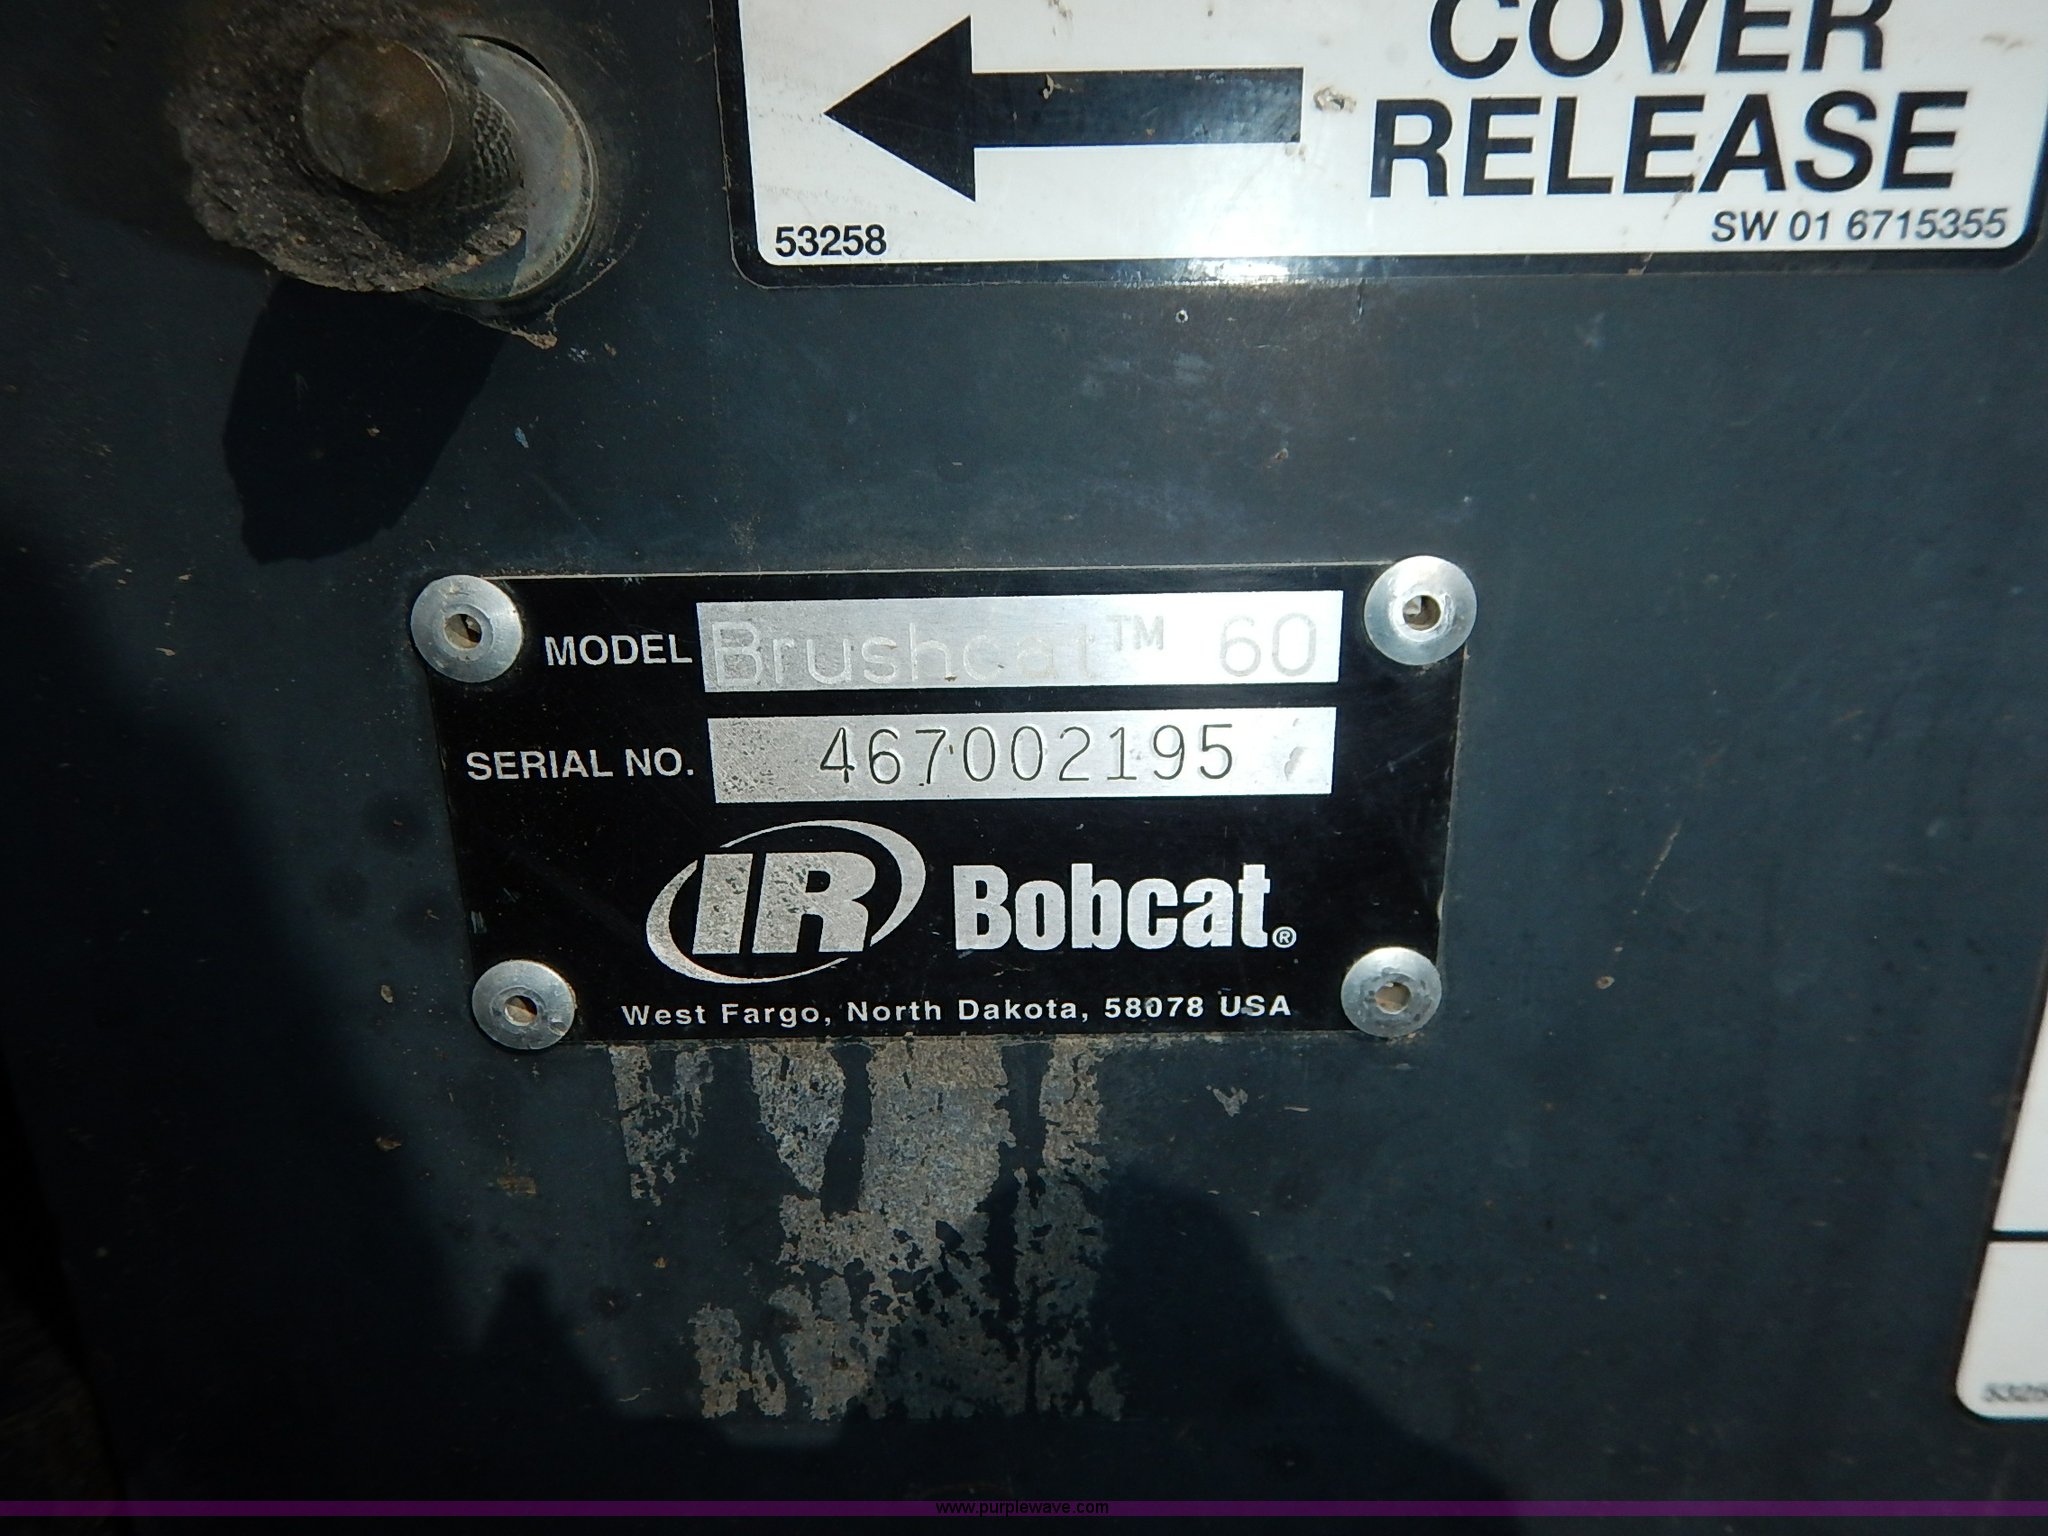 COVER
RELEASE
53258
SW 01 6715355
MODEL Brushcat™ 60
SERIAL NO. 467002195
IR Bobcat®
West Fargo, North Dakota, 58078 USA
www.purplewave.com